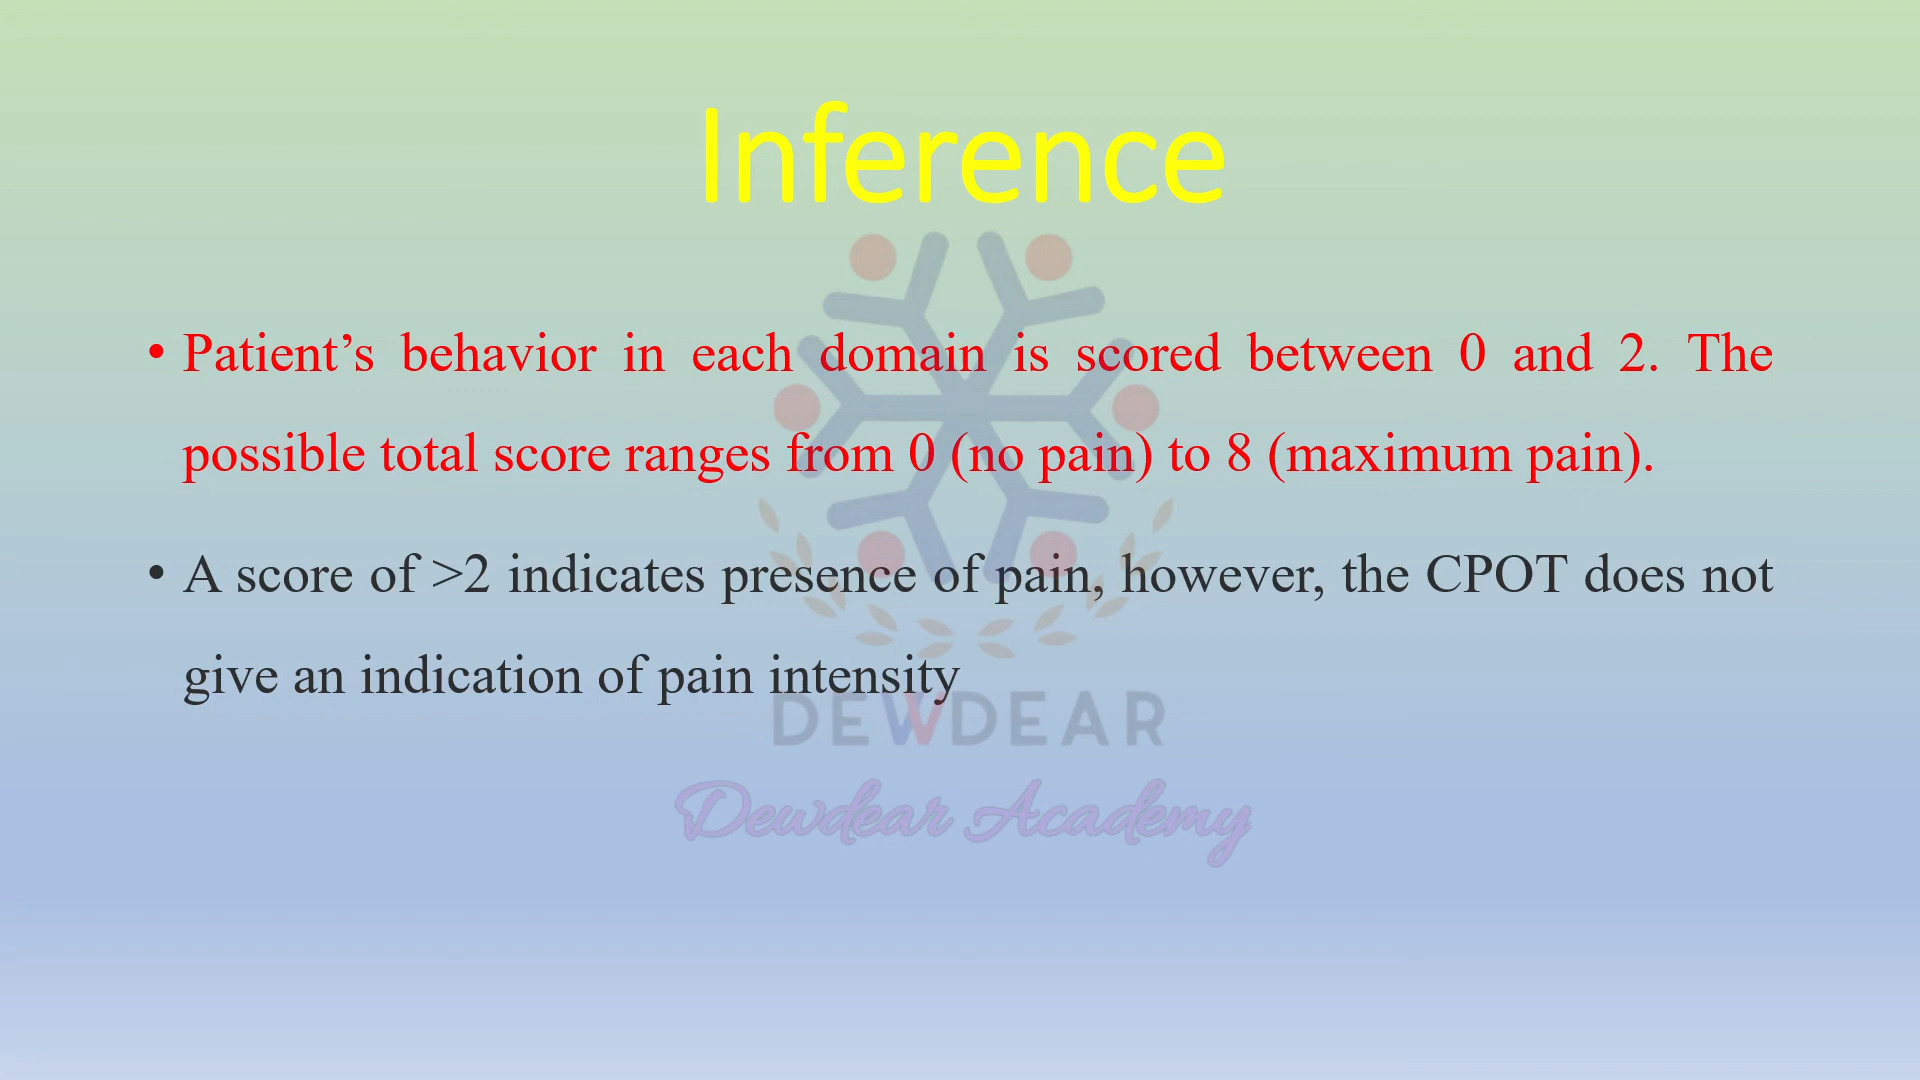 Inference
• Patient’s behavior in each domain is scored between 0 and 2. The
possible total score ranges from 0 (no pain) to 8 (maximum pain).
• A score of >2 indicates presence of pain, however, the CPOT does not
give an indication of pain intensity
DEWDEAR
Dewdear Academy